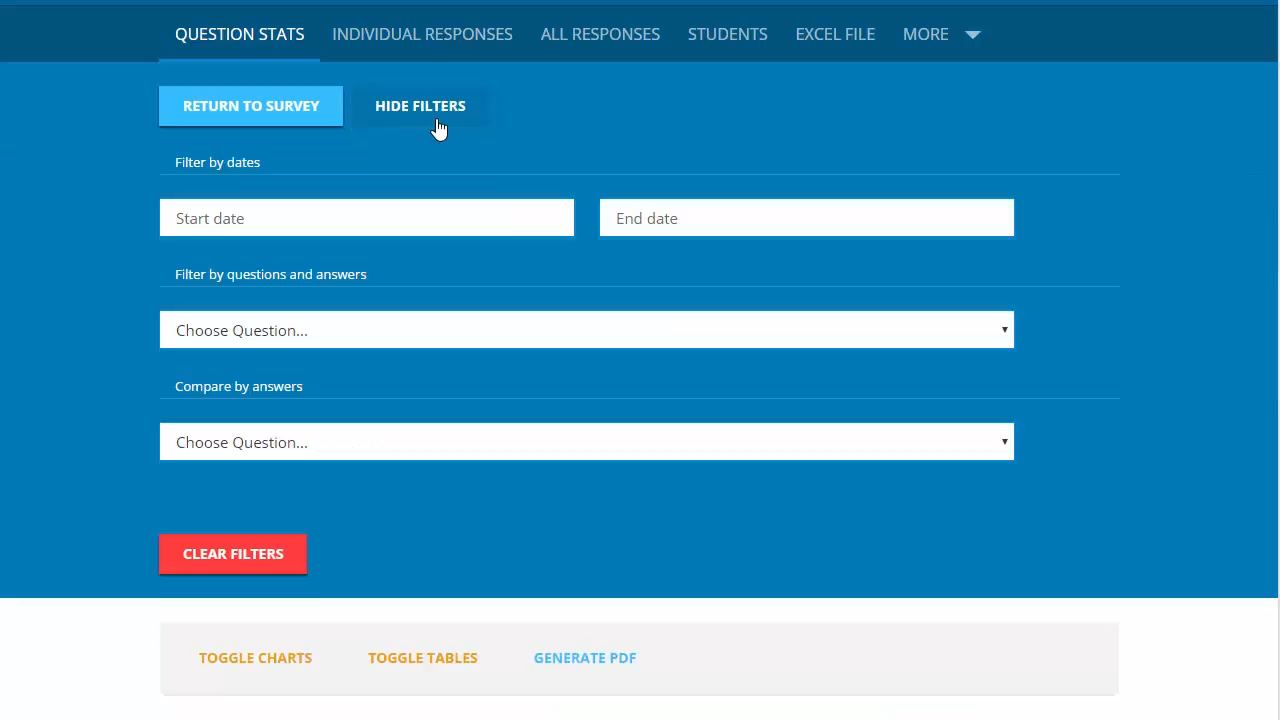 QUESTION STATS INDIVIDUAL RESPONSES ALL RESPONSES STUDENTS EXCEL FILE MORE
RETURN TO SURVEY HIDE FILTERS
Filter by dates
Start date End date
Filter by questions and answers
Choose Question...
Compare by answers
Choose Question...
CLEAR FILTERS
TOGGLE CHARTS TOGGLE TABLES GENERATE PDF